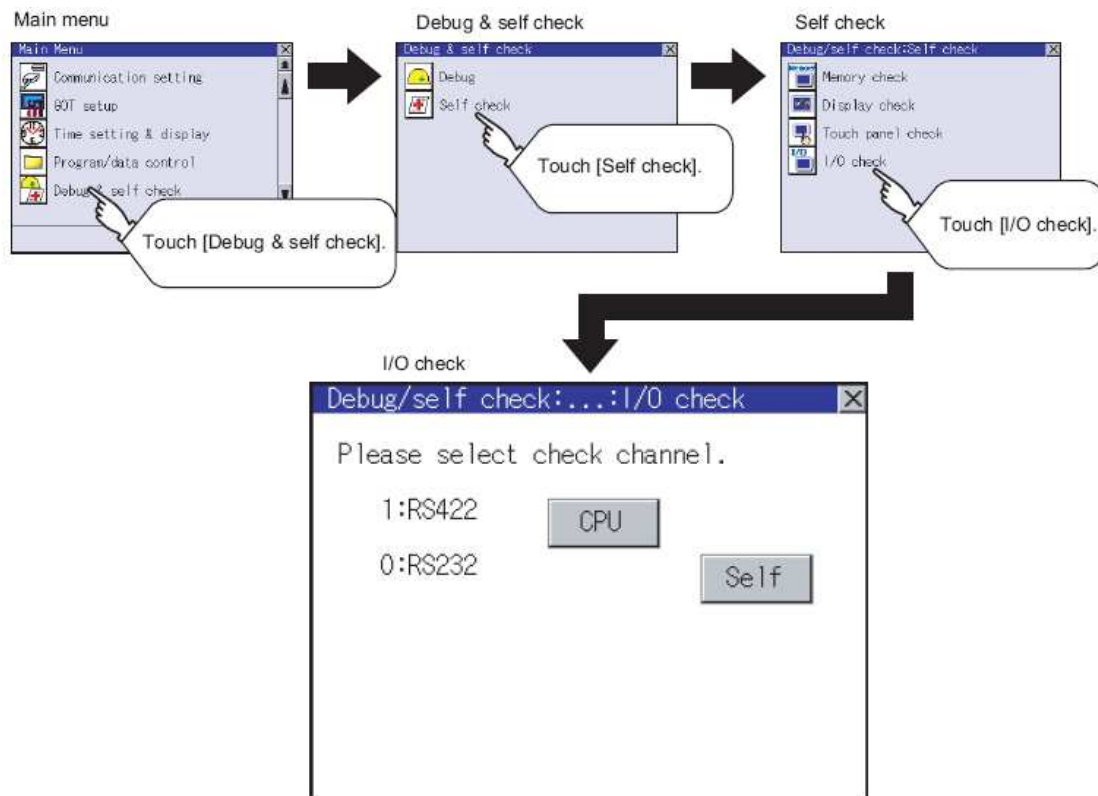 Main menu
Main Menu
Communication setting
GOT setup
Time setting & display
Program/data control
Debug & self check
Touch [Debug & self check].
Debug & self check
Debug & self check
Debug
Self check
Touch [Self check].
Self check
Debug/self check:Self check
Memory check
Display check
Touch panel check
I/O
I/O check
Touch [I/O check].
I/O check
Debug/self check:...:I/O check
Please select check channel.
1:RS422 CPU
0:RS232 Self